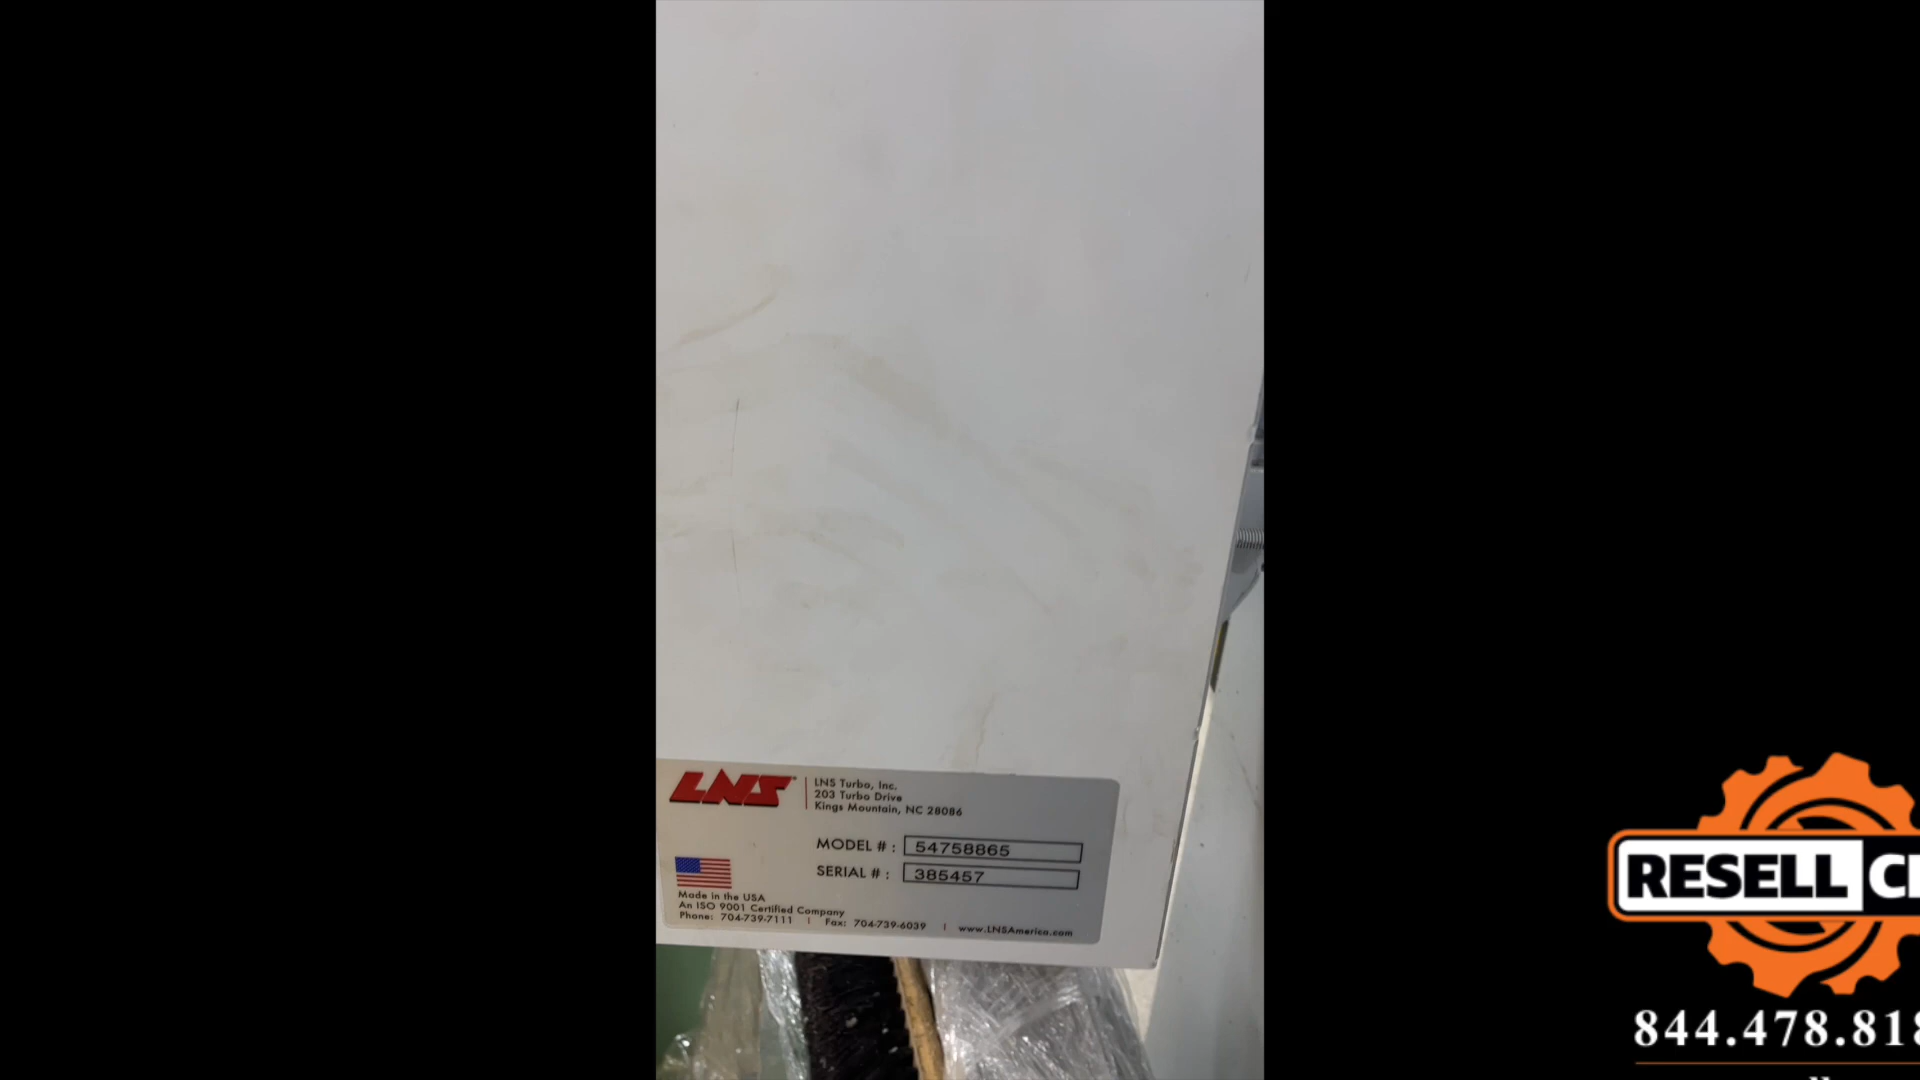 LNS
LNS Turbo, Inc.
203 Turbo Drive
Kings Mountain, NC 28086
MODEL # : 54758865
SERIAL # : 385457
Made in the USA
An ISO 9001 Certified Company
Phone: 704-739-7111 | Fax: 704-739-6039 | www.LNSAmerica.com
RESELL
844.478.818